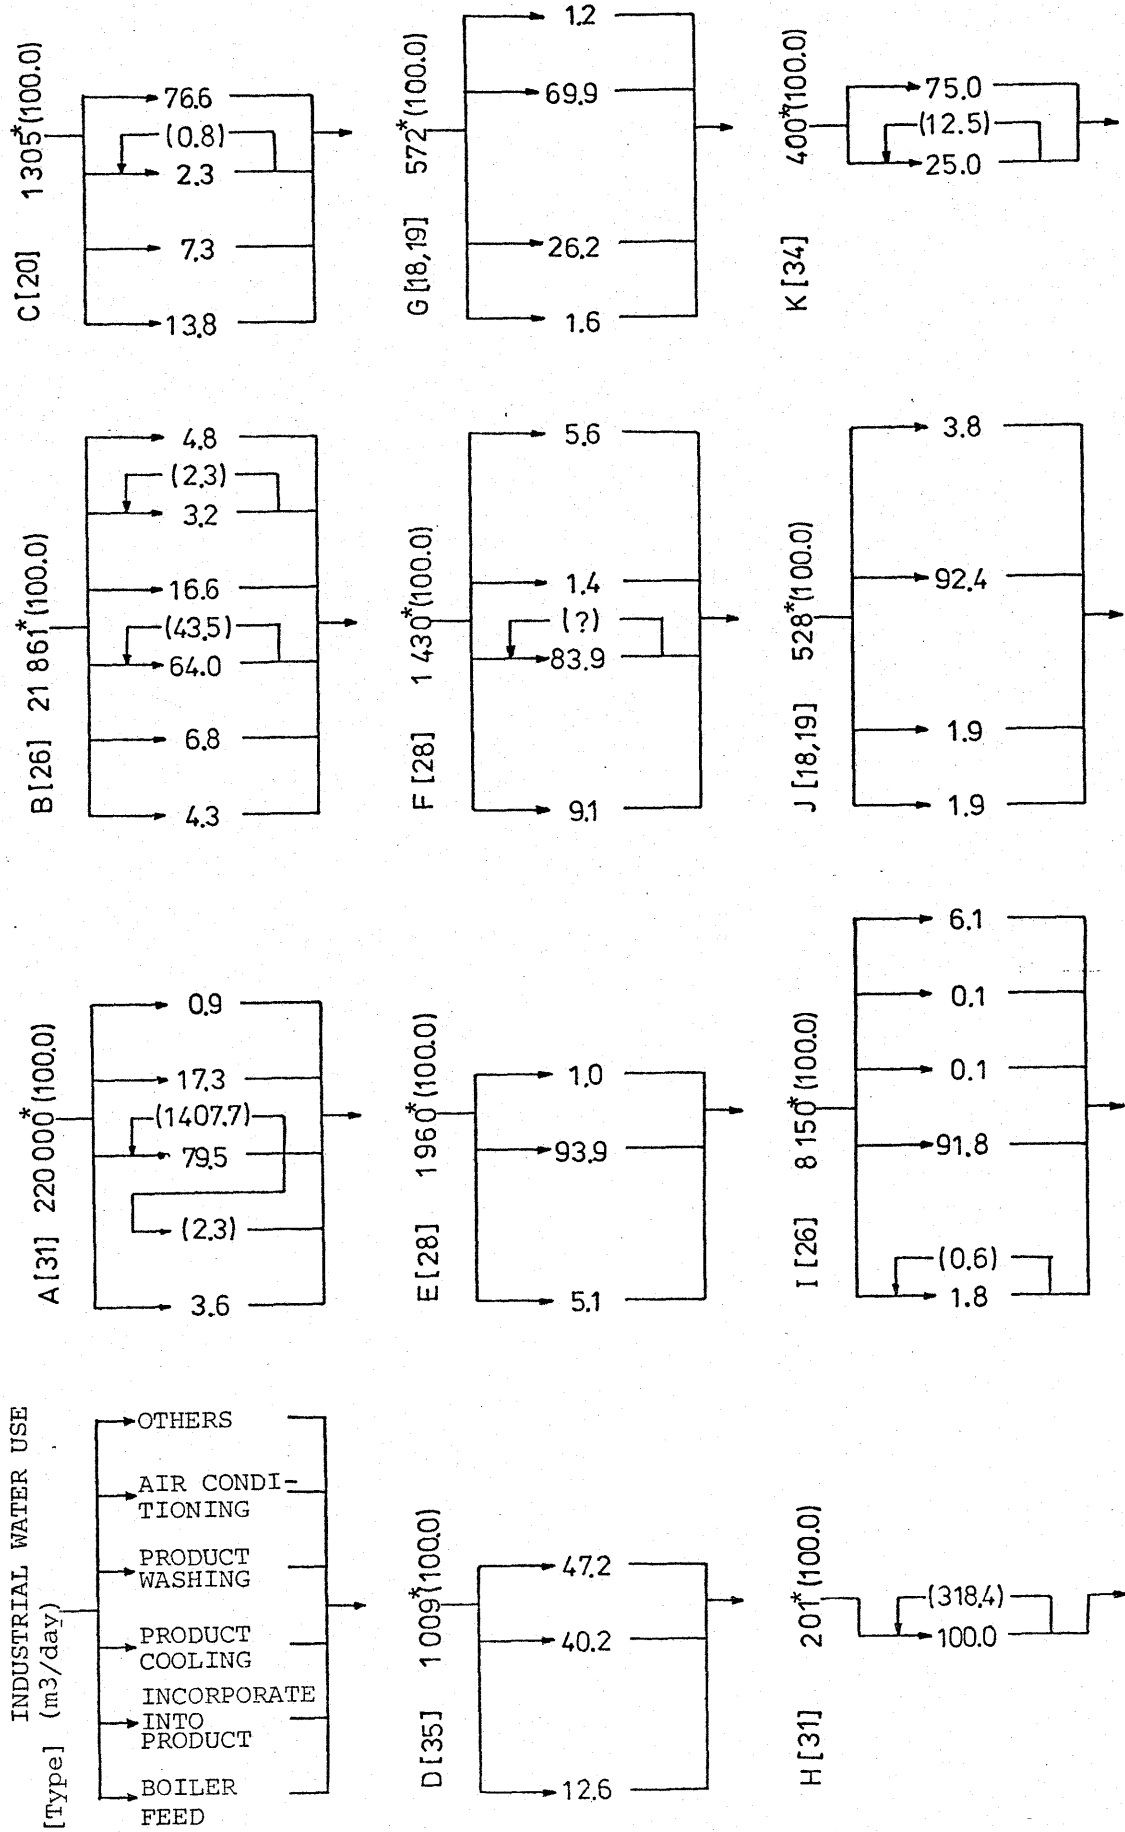 INDUSTRIAL WATER USE
[Type] (m3/day)
OTHERS
AIR CONDI-
TIONING
PRODUCT
WASHING
PRODUCT
COOLING
INCORPORATE
INTO
PRODUCT
BOILER
FEED
A[31] 220 000*(100.0)
0.9
17.3
(1407.7)
79.5
(2.3)
3.6
B[26] 21 861*(100.0)
4.8
(2.3)
3.2
16.6
(43.5)
64.0
6.8
4.3
C[20] 1305*(100.0)
76.6
(0.8)
2.3
7.3
13.8
D[35] 1 009*(100.0)
47.2
40.2
12.6
E[28] 1960*(100.0)
1.0
93.9
5.1
F[28] 1 430*(100.0)
5.6
1.4
(?)
83.9
9.1
G[18,19] 572*(100.0)
1.2
69.9
26.2
1.6
H[31] 201*(100.0)
(318.4)
100.0
I[26] 8 150*(100.0)
6.1
0.1
0.1
91.8
(0.6)
1.8
J[18,19] 528*(100.0)
3.8
92.4
1.9
1.9
K[34] 400*(100.0)
75.0
(12.5)
25.0